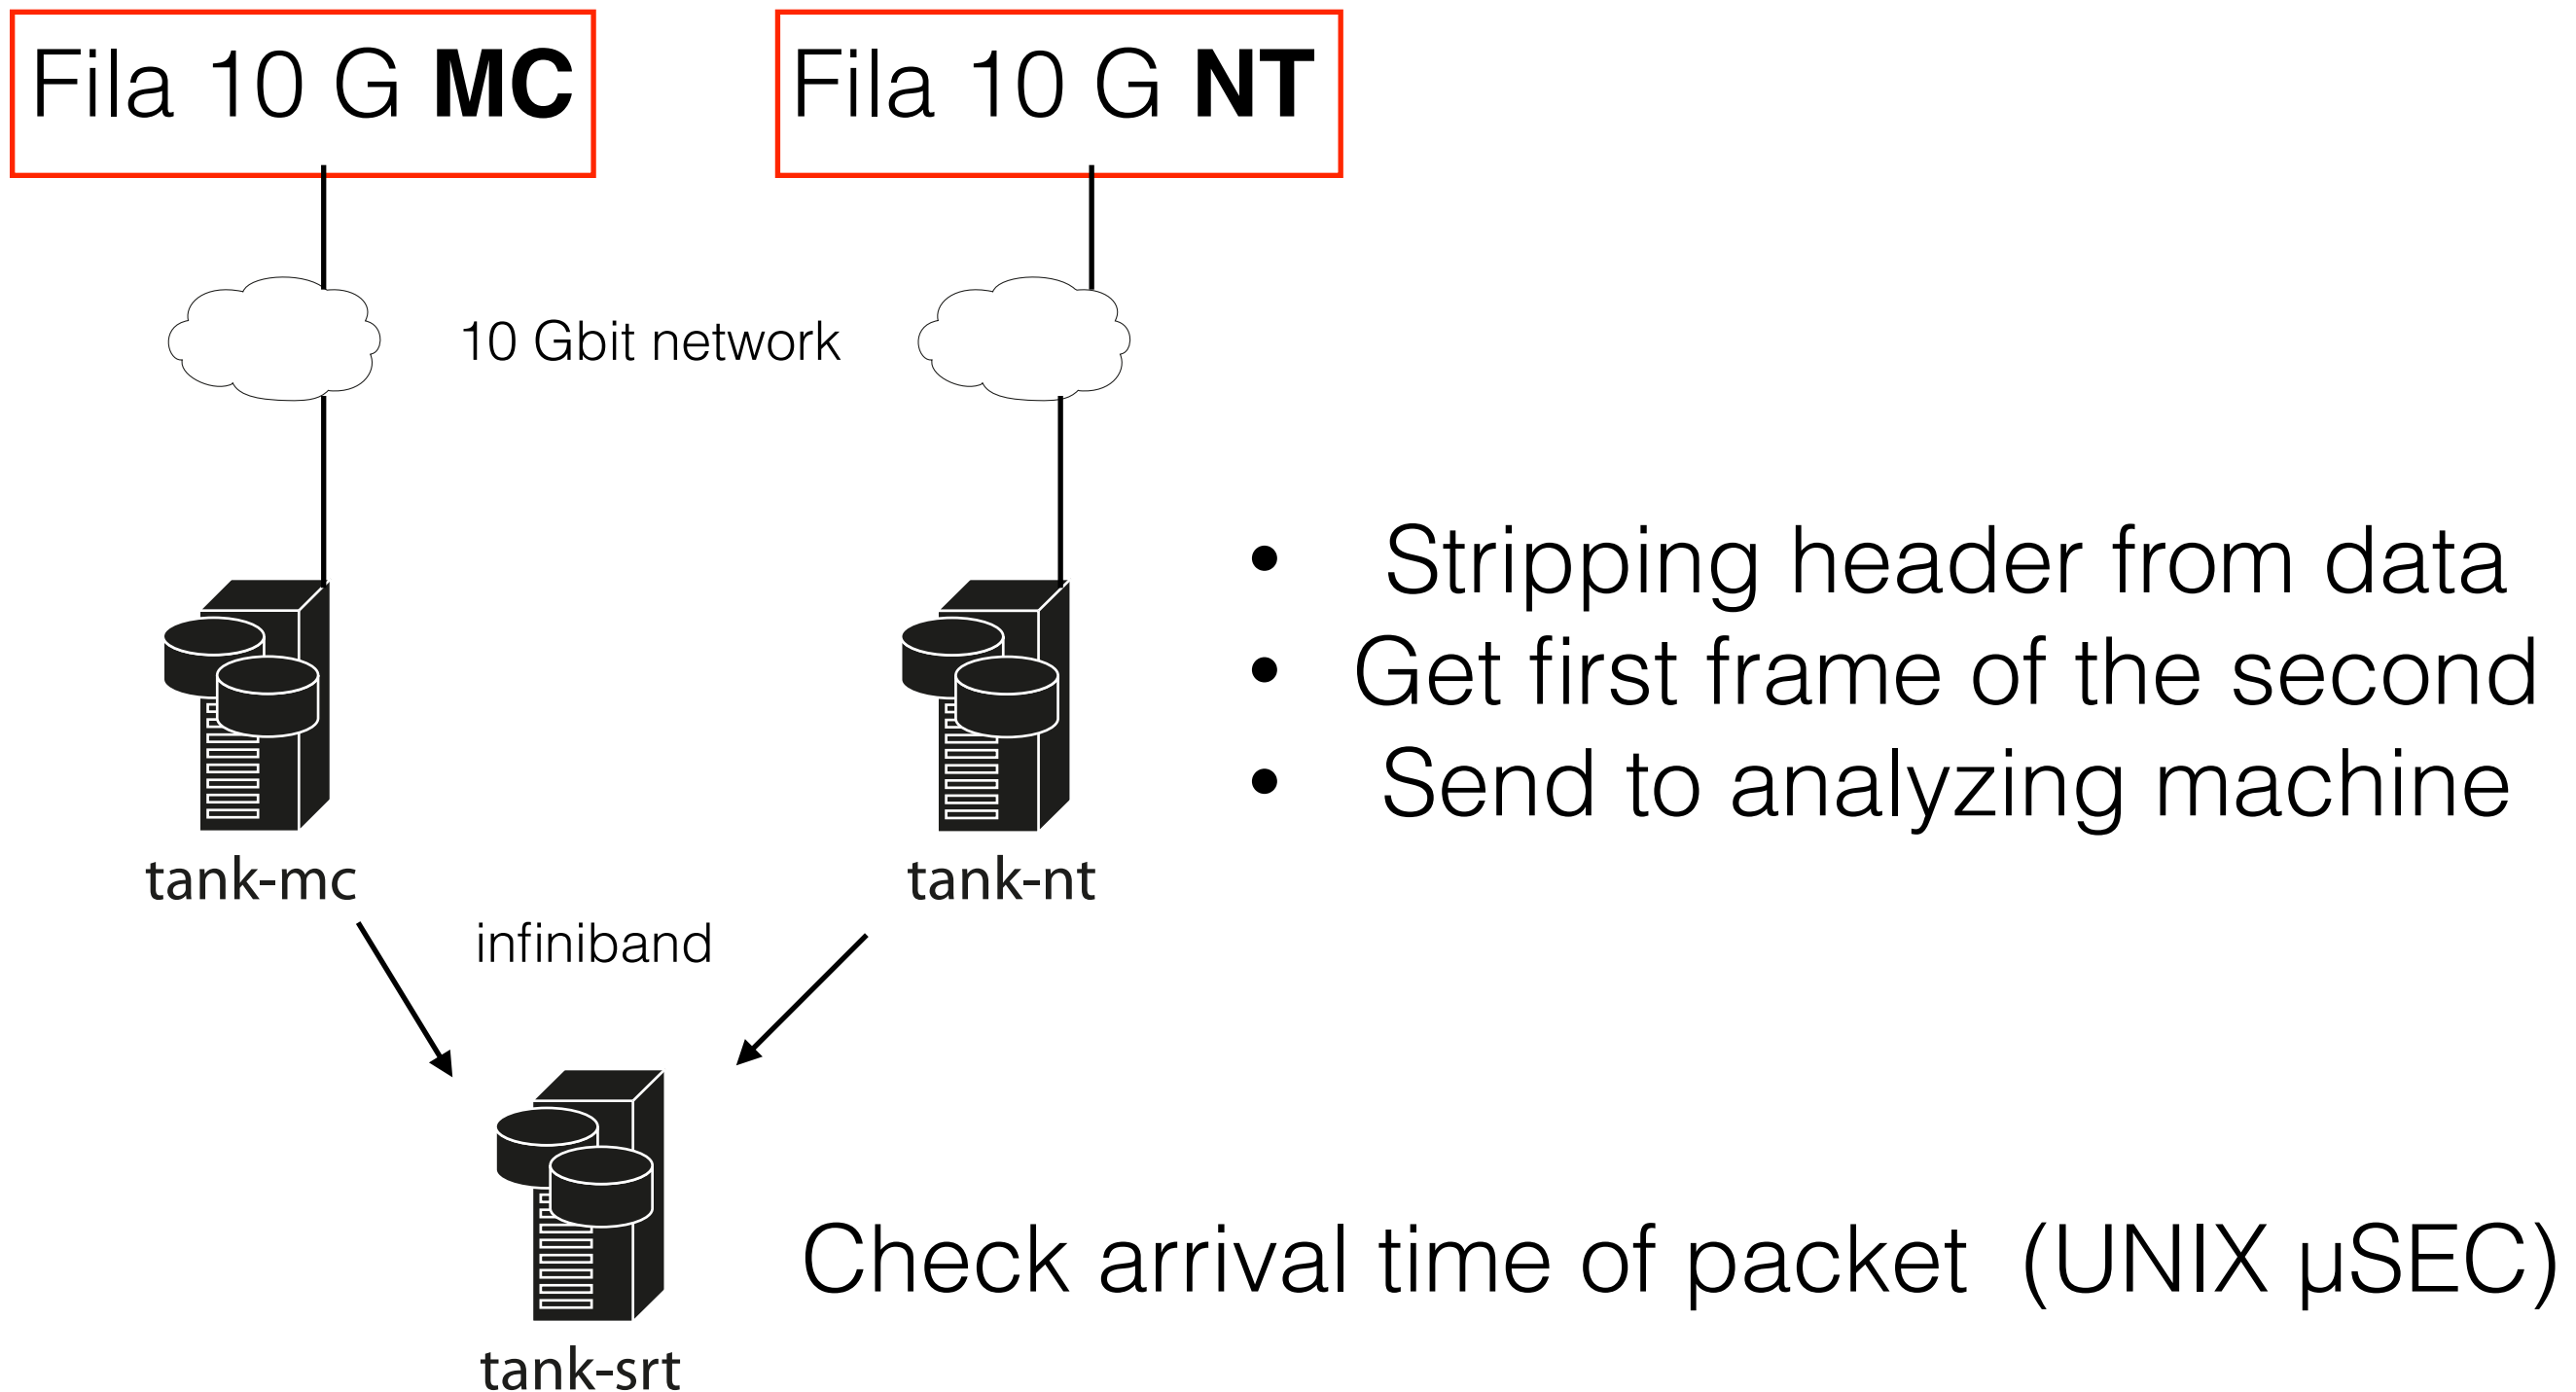 Fila 10 G MC
Fila 10 G NT
10 Gbit network
• Stripping header from data
• Get first frame of the second
• Send to analyzing machine
tank-mc
tank-nt
infiniband
Check arrival time of packet (UNIX µSEC)
tank-srt